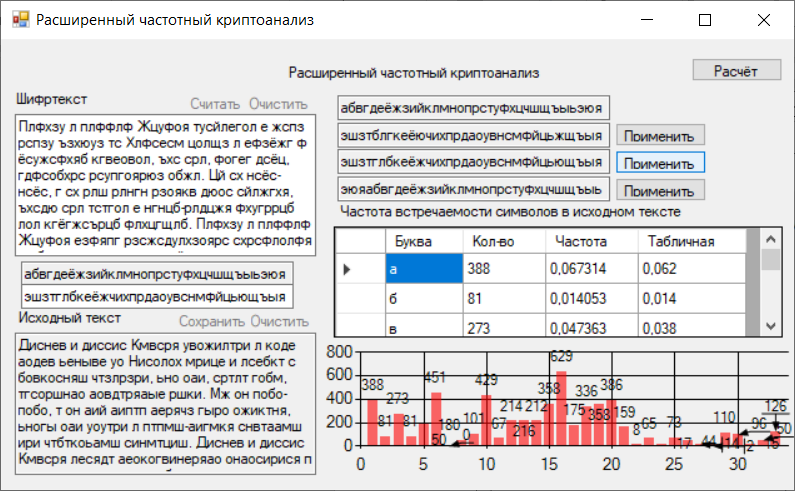 Расширенный частотный криптоанализ
Расширенный частотный криптоанализ
Расчёт
Шифртекст
Считать Очистить
Плфхзу л плффлф Жцуфоя тусйлегол е жспз
рспзу ъзхюуз тс Хлфсесм цолщз л ефзёжг ф
ёсужсфхяб кгвеовол, ъхс срл, фогег дсёц,
гдфсобхрс рсупгоярюз обжл. Цй сх нсёс-
нсёс, г сх рлш рлнгн рзоякв дюос сйлжгхя,
ъхсдю срл тстгол е нгнцб-рлдцжя фхугррцб
лол кгёгжсърцб флхцгщлб. Плфхзу л плффлф
Жцуфоя езфяпг рзсжсдулхзоярс схрсфлолфя
абвгдеёжзийклмнопрстуфхцчшщъыьэюя
эшзтглбкеёжчихпрдаоувснмфйцьющъыя
Исходный текст
Сохранить Очистить
Диснев и диссис Кмвсря увожилтри л коде
аодев ьеныве уо Нисолох мрице и лсебкт с
бовкосняш чтзлрзри, ьно оаи, сртлт гобм,
тгсоршнао аовдтряаые ршки. Мж он побо-
побо, т он аий аиптп аерячз гыро ожиктня,
ьногы оаи уоутри л птпмш-аигмкя снвтаамш
ири чтбткоьамш синмтциш. Диснев и диссис
Кмвсря лесядт аеокогвинеряао онаосирися п
абвгдеёжзийклмнопрстуфхцчшщъыьэюя
эшзтблгкеёючихпрдаоувнсмфйцьжщъыя
Применить
эшзтглбкеёжчихпрдаоувснмфйцьющъыя
Применить
эюяабвгдеёжзийклмнопрстуфхцчшщъыь
Применить
Частота встречаемости символов в исходном тексте
Буква Кол-во Частота Табличная
а 388 0,067314 0,062
б 81 0,014053 0,014
в 273 0,047363 0,038
800
600
400
200
0
388 81 273 81 451 180 50 0 101 429 67 214 216 212 358 629 175 336 358 386 159 8 65 73 17 44 14 110 2 96 126 50
0 5 10 15 20 25 30